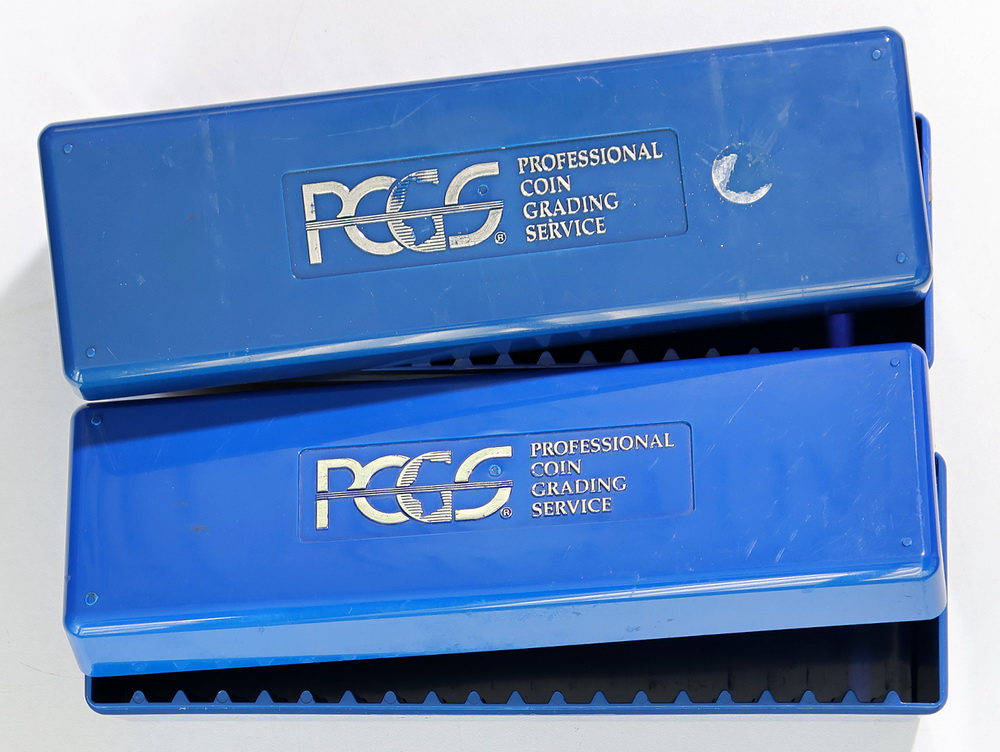 PCGS®
PROFESSIONAL
COIN
GRADING
SERVICE
PCGS®
PROFESSIONAL
COIN
GRADING
SERVICE